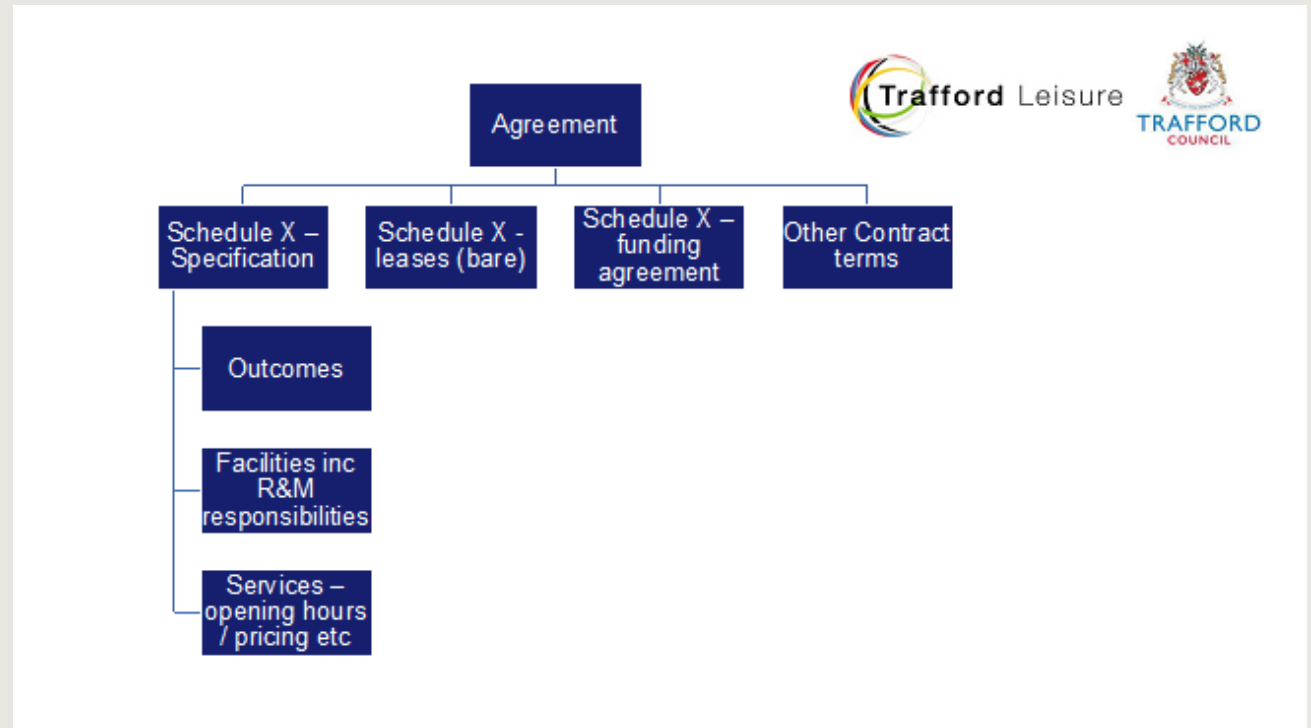 Trafford Leisure
TRAFFORD
COUNCIL
Agreement
Schedule X –
Specification
Schedule X -
leases (bare)
Schedule X –
funding
agreement
Other Contract
terms
Outcomes
Facilities inc
R&M
responsibilities
Services –
opening hours
/ pricing etc